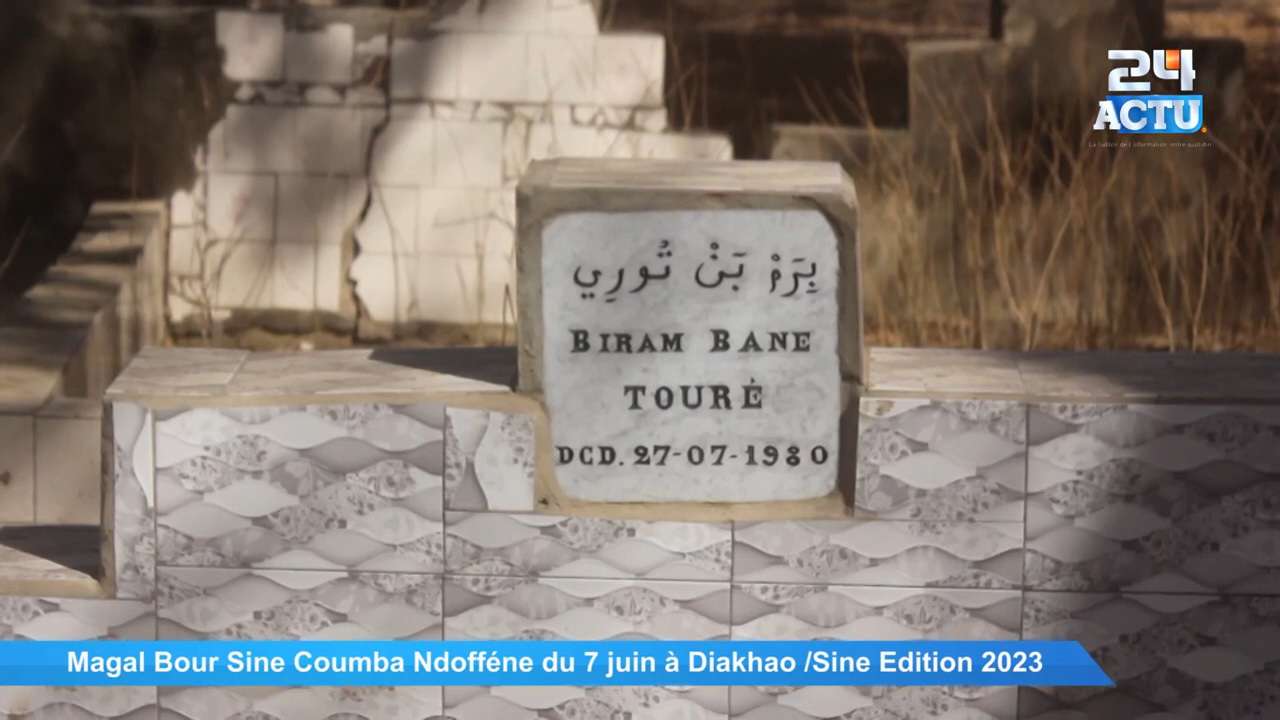 24
ACTU.
بِرَمْ بَنْ تُورِي
BIRAM BANE
TOURÉ
DCD. 27-07-1980
Magal Bour Sine Coumba Ndofféne du 7 juin à Diakhao /Sine Edition 2023